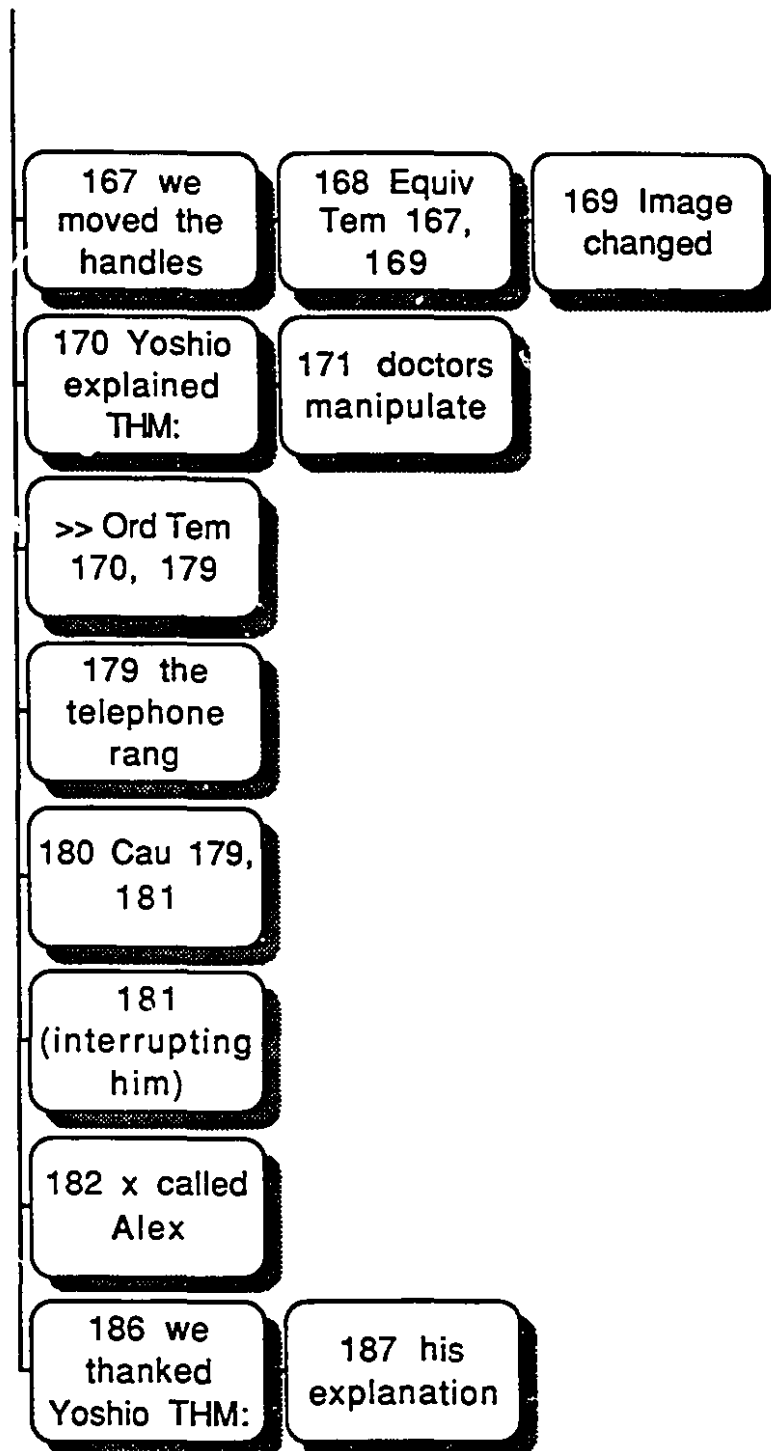 167 we
moved the
handles
168 Equiv
Tem 167,
169
169 Image
changed
170 Yoshio
explained
THM:
171 doctors
manipulate
>> Ord Tem
170, 179
179 the
telephone
rang
180 Cau 179,
181
181
(interrupting
him)
182 x called
Alex
186 we
thanked
Yoshio THM:
187 his
explanation